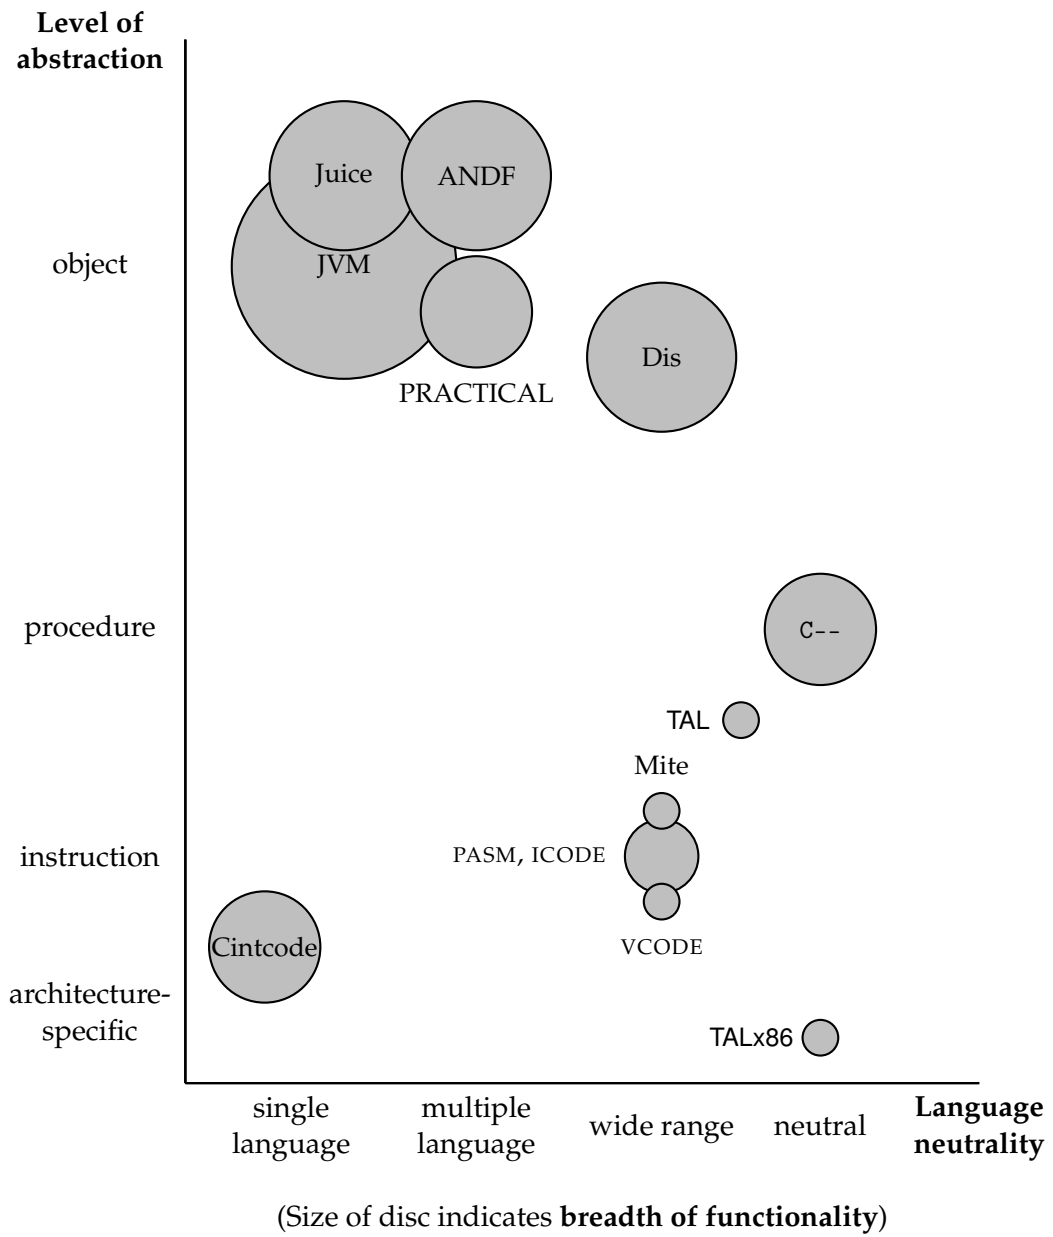 Level of
abstraction
Juice
ANDF
object
JVM
Dis
PRACTICAL
procedure
C--
TAL
Mite
instruction
PASM, ICODE
Cintcode
VCODE
architecture-
specific
TALx86
single
language
multiple
language
wide range
neutral
Language
neutrality
(Size of disc indicates breadth of functionality)